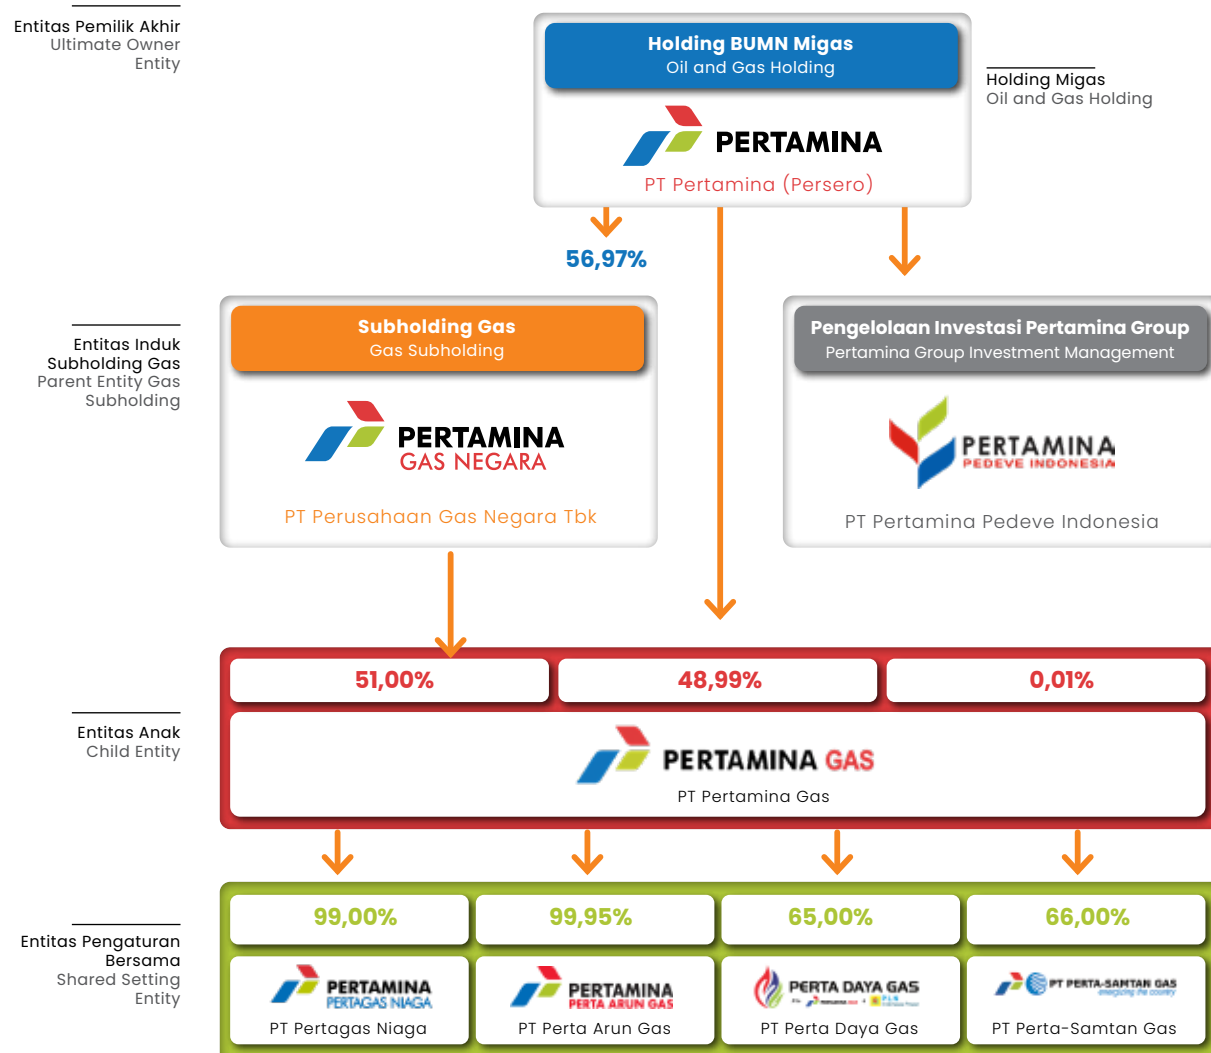 Entitas Pemilik Akhir
Ultimate Owner
Entity
Holding BUMN Migas
Oil and Gas Holding
PERTAMINA
PT Pertamina (Persero)
Holding Migas
Oil and Gas Holding
56,97%
Entitas Induk
Subholding Gas
Parent Entity Gas
Subholding
Subholding Gas
Gas Subholding
PERTAMINA
GAS NEGARA
PT Perusahaan Gas Negara Tbk
Pengelolaan Investasi Pertamina Group
Pertamina Group Investment Management
PERTAMINA
PEDEVE INDONESIA
PT Pertamina Pedeve Indonesia
51,00%
48,99%
0,01%
Entitas Anak
Child Entity
PERTAMINA GAS
PT Pertamina Gas
Entitas Pengaturan
Bersama
Shared Setting
Entity
99,00%
99,95%
65,00%
66,00%
PERTAMINA
PERTAGAS NIAGA
PT Pertagas Niaga
PERTAMINA
PERTA ARUN GAS
PT Perta Arun Gas
PERTA DAYA GAS
PT Perta Daya Gas
PT PERTA-SAMTAN GAS
energizing the country
PT Perta-Samtan Gas